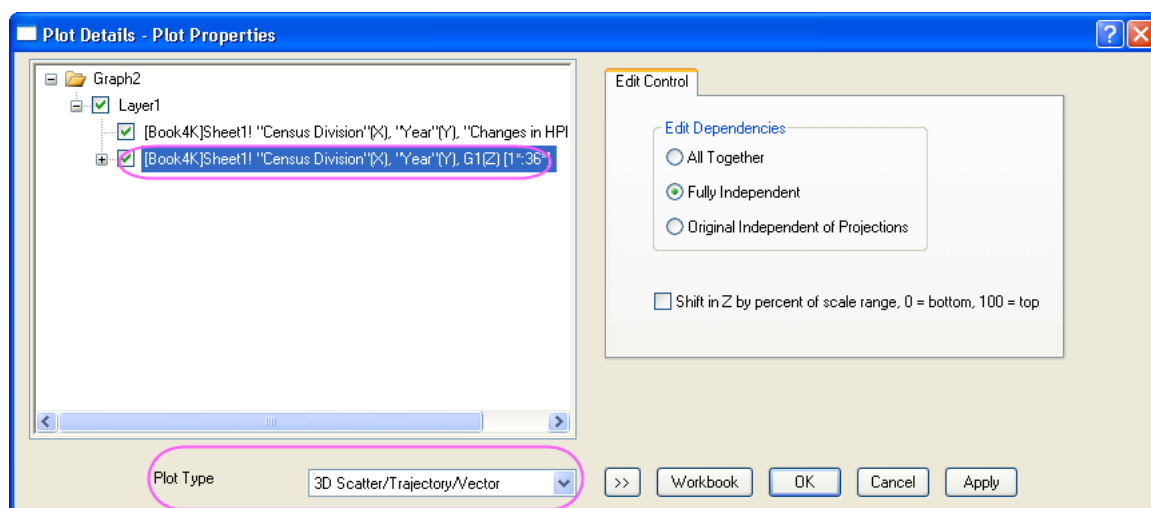 Plot Details - Plot Properties
Graph2
Layer1
[Book4K]Sheet1! "Census Division"(X), "Year"(Y), "Changes in HPI
[Book4K]Sheet1! "Census Division"(X), "Year"(Y), G1(Z) [1*:36*]
Edit Control
Edit Dependencies
All Together
Fully Independent
Original Independent of Projections
Shift in Z by percent of scale range, 0 = bottom, 100 = top
Plot Type
3D Scatter/Trajectory/Vector
>>
Workbook
OK
Cancel
Apply